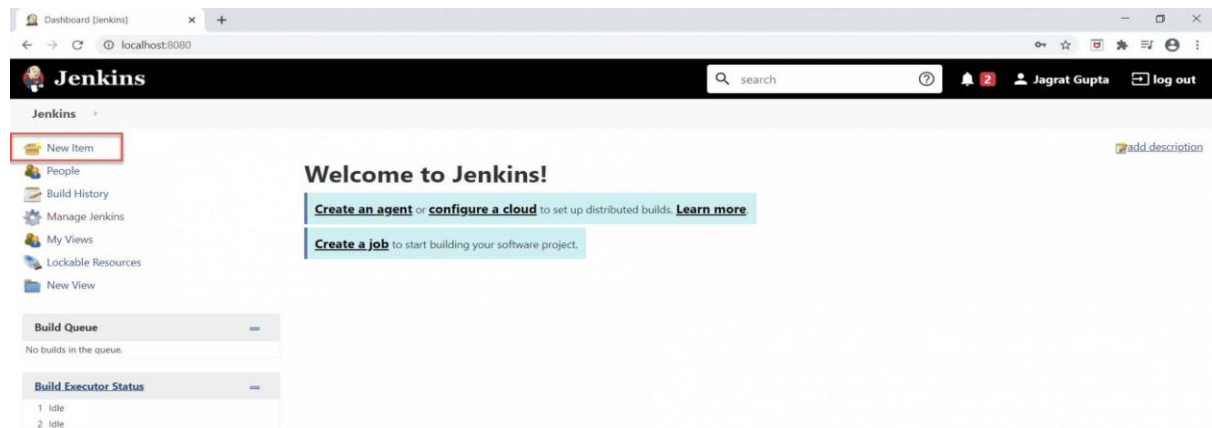 Dashboard [Jenkins]
localhost:8080
Jenkins
search
2
Jagrat Gupta
log out
Jenkins
New Item
People
Build History
Manage Jenkins
My Views
Lockable Resources
New View
add description
Welcome to Jenkins!
Create an agent or configure a cloud to set up distributed builds. Learn more.
Create a job to start building your software project.
Build Queue
No builds in the queue.
Build Executor Status
1 Idle
2 Idle